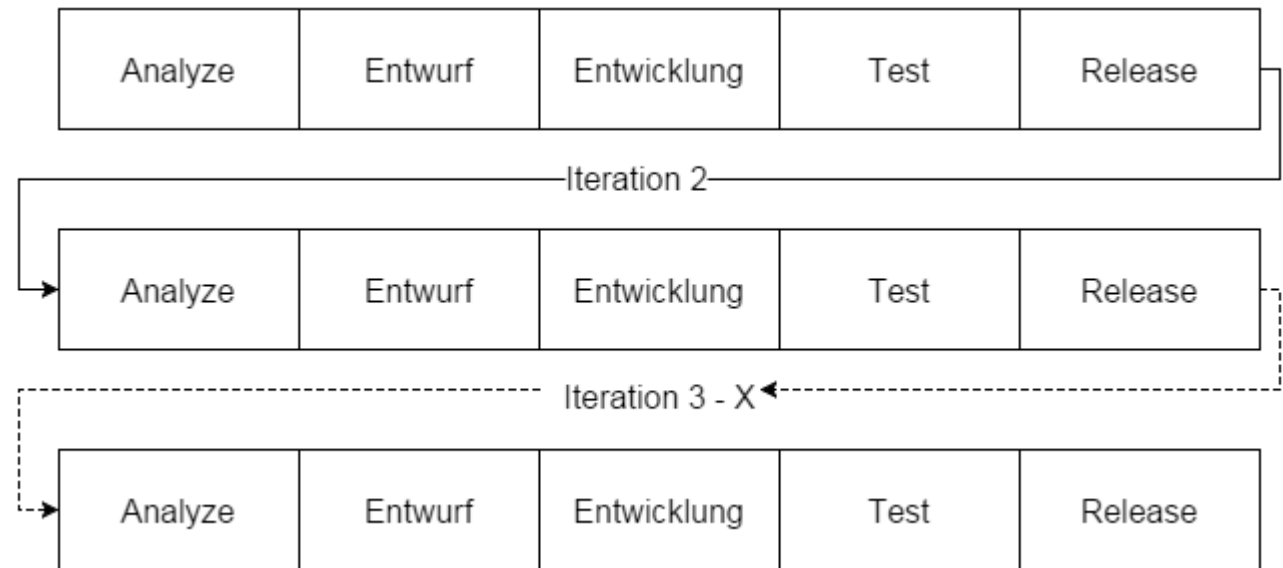 Analyze Entwurf Entwicklung Test Release
Iteration 2
Analyze Entwurf Entwicklung Test Release
Iteration 3 - X
Analyze Entwurf Entwicklung Test Release